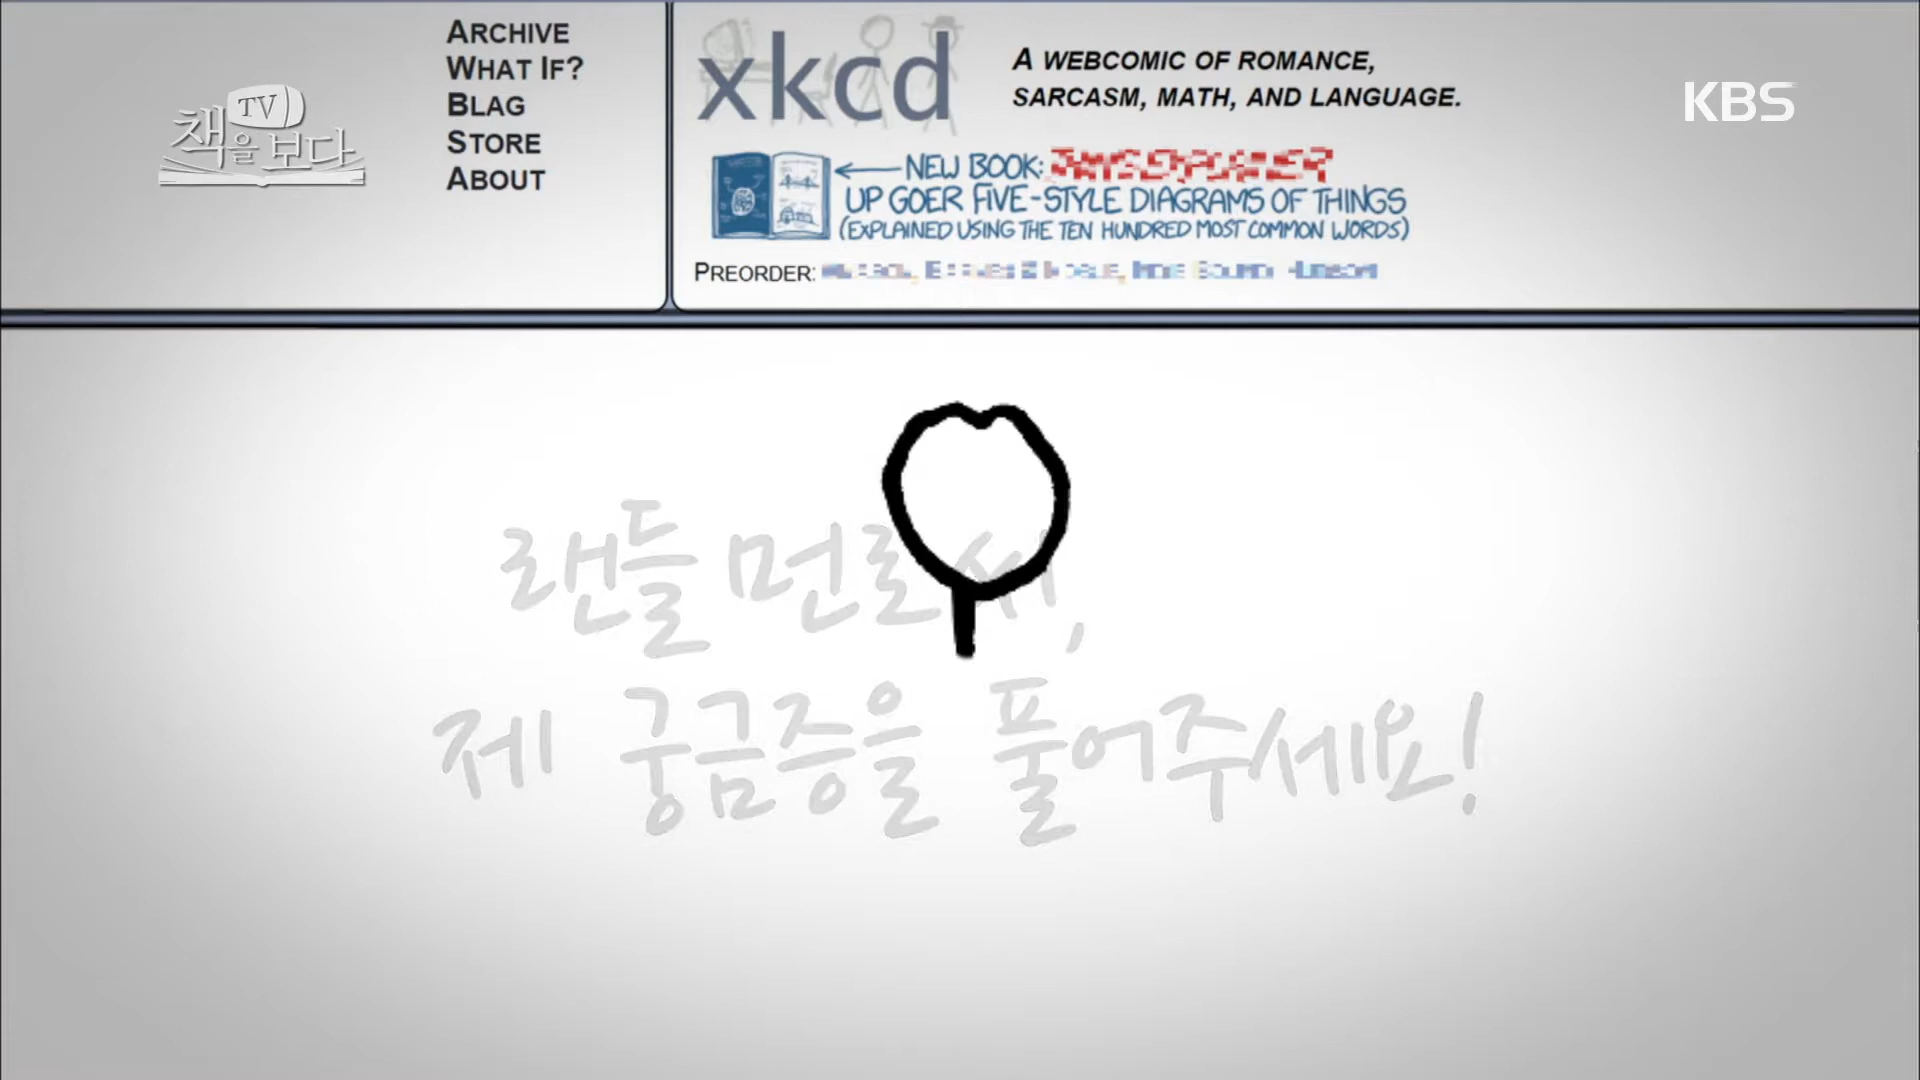 ARCHIVE
WHAT IF?
BLAG
STORE
ABOUT
TV
책을 보다
xkcd
A WEBCOMIC OF ROMANCE,
SARCASM, MATH, AND LANGUAGE.
KBS
NEW BOOK:
UP GOER FIVE-STYLE DIAGRAMS OF THINGS
(EXPLAINED USING THE TEN HUNDRED MOST COMMON WORDS)
PREORDER:
랜들 먼로 씨,
제 궁금증을 풀어주세요!